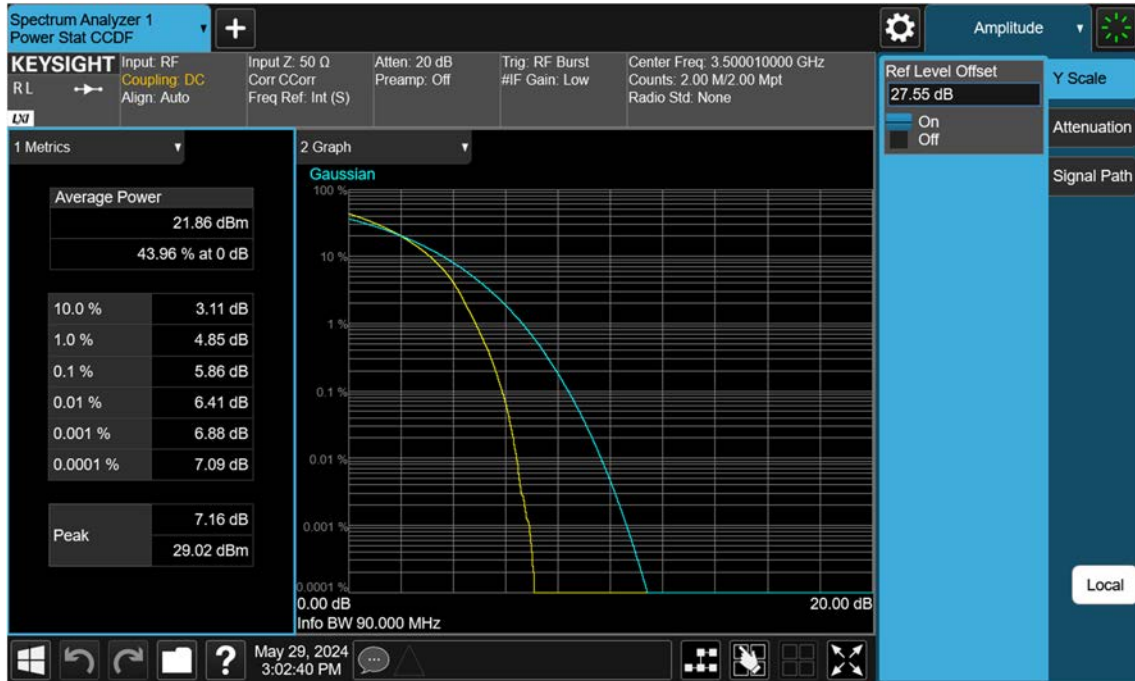 Spectrum Analyzer 1
Power Stat CCDF
Amplitude
KEYSIGHT
R L
LXI
Input: RF
Coupling: DC
Align: Auto
Input Z: 50 Ω
Corr CCorr
Freq Ref: Int (S)
Atten: 20 dB
Preamp: Off
Trig: RF Burst
#IF Gain: Low
Center Freq: 3.500010000 GHz
Counts: 2.00 M/2.00 Mpt
Radio Std: None
Ref Level Offset
27.55 dB
On
Off
Y Scale
Attenuation
Signal Path
1 Metrics
Average Power
21.86 dBm
43.96 % at 0 dB
10.0 % 3.11 dB
1.0 % 4.85 dB
0.1 % 5.86 dB
0.01 % 6.41 dB
0.001 % 6.88 dB
0.0001 % 7.09 dB
Peak
7.16 dB
29.02 dBm
2 Graph
Gaussian
100 %
10 %
1 %
0.1 %
0.01 %
0.001 %
0.0001 %
0.00 dB 20.00 dB
Info BW 90.000 MHz
Local
?
May 29, 2024
3:02:40 PM